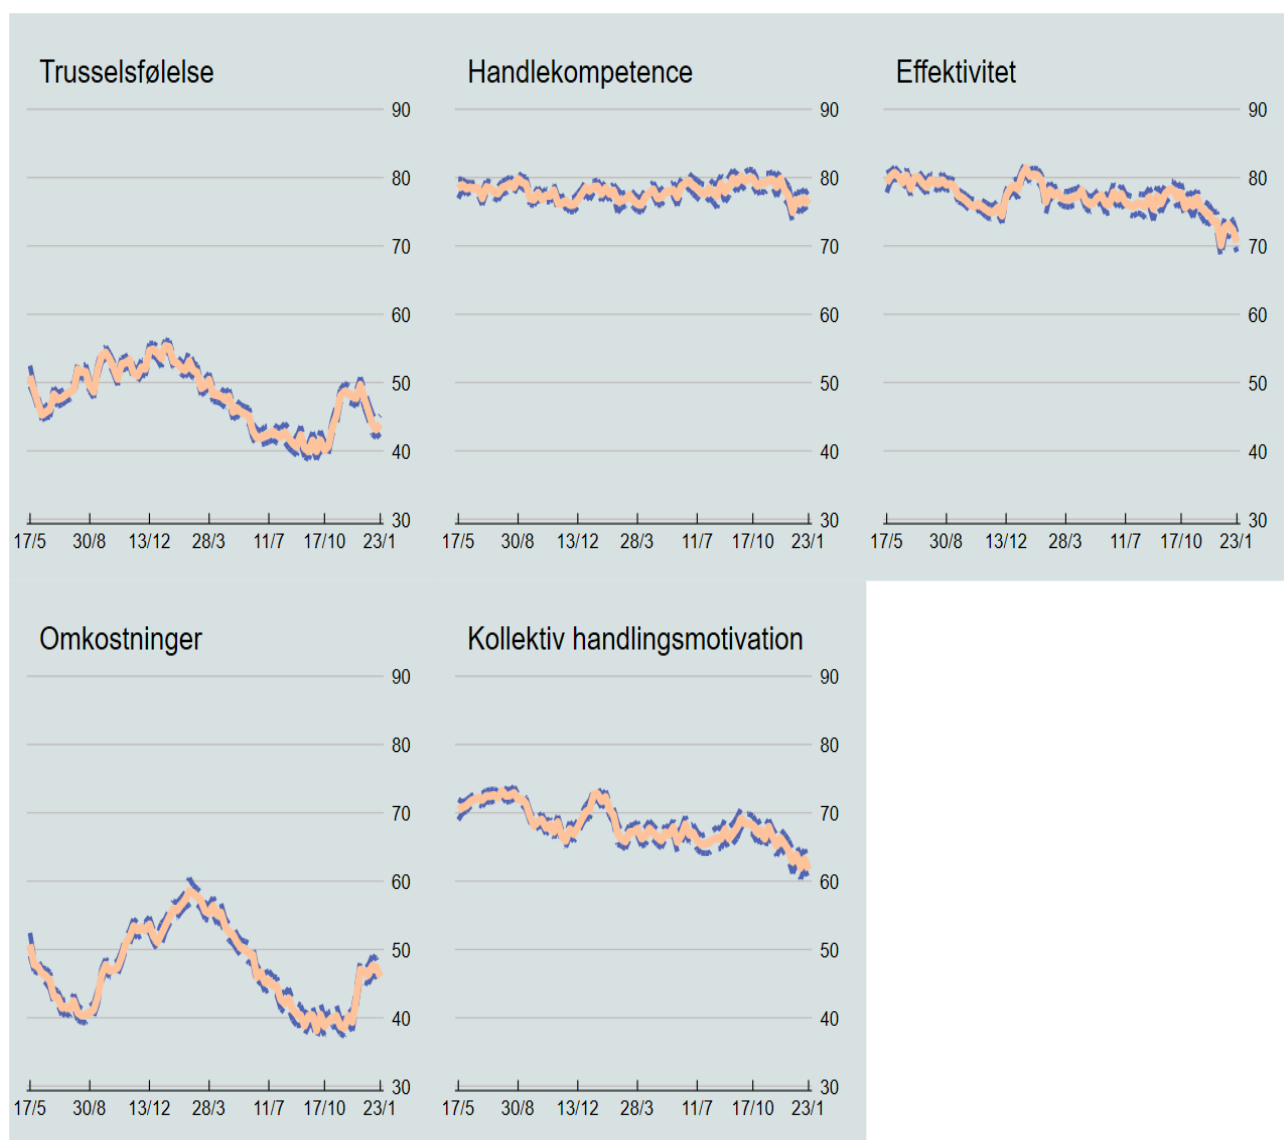 Trusselsfølelse Handlekompetence Effektivitet
90 90 90
80 80 80
70 70 70
60 60 60
50 50 50
40 40 40
30 30 30
17/5 30/8 13/12 28/3 11/7 17/10 23/1 17/5 30/8 13/12 28/3 11/7 17/10 23/1 17/5 30/8 13/12 28/3 11/7 17/10 23/1
Omkostninger Kollektiv handlingsmotivation
90 90
80 80
70 70
60 60
50 50
40 40
30 30
17/5 30/8 13/12 28/3 11/7 17/10 23/1 17/5 30/8 13/12 28/3 11/7 17/10 23/1